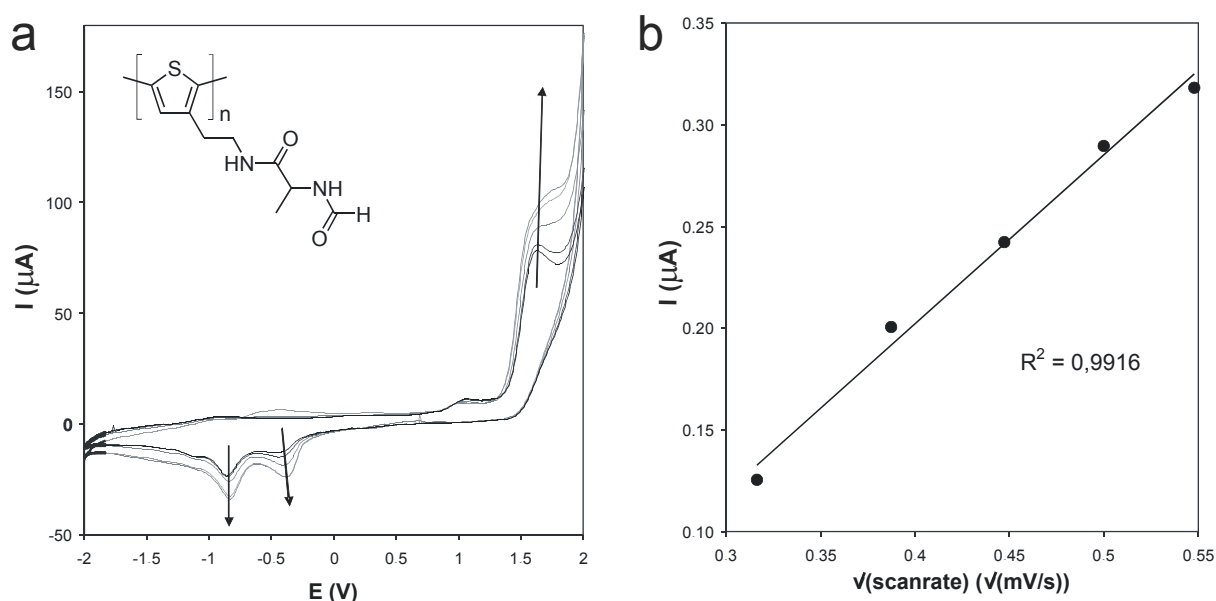 a
S
n
O
HN
NH
H
O
150
100
50
0
-50
I (μA)
-2
-1.5
-1
-0.5
0
0.5
1
1.5
2
E (V)
b
0.35
0.30
0.25
0.20
0.15
0.10
I (μA)
R² = 0,9916
0.3
0.35
0.4
0.45
0.5
0.55
√(scanrate) (√(mV/s))